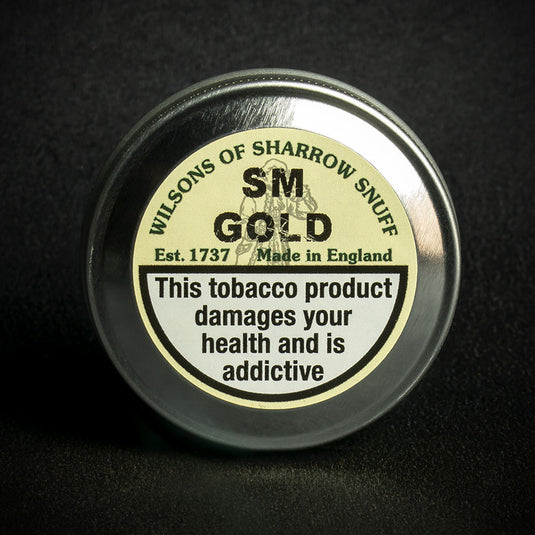 WILSONS OF SHARROW SNUFF
SM
GOLD
Est. 1737 Made in England
This tobacco product
damages your
health and is
addictive